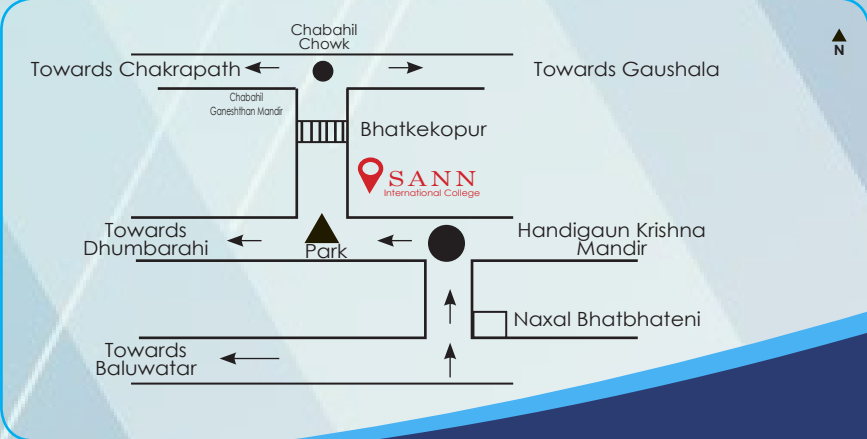 Chabahil
Chowk
N
Towards Chakrapath
Towards Gaushala
Chabahil
Ganeshthan Mandir
Bhatkekopur
SANN
International College
Towards
Dhumbarahi
Park
Handigaun Krishna
Mandir
Naxal Bhatbhateni
Towards
Baluwatar